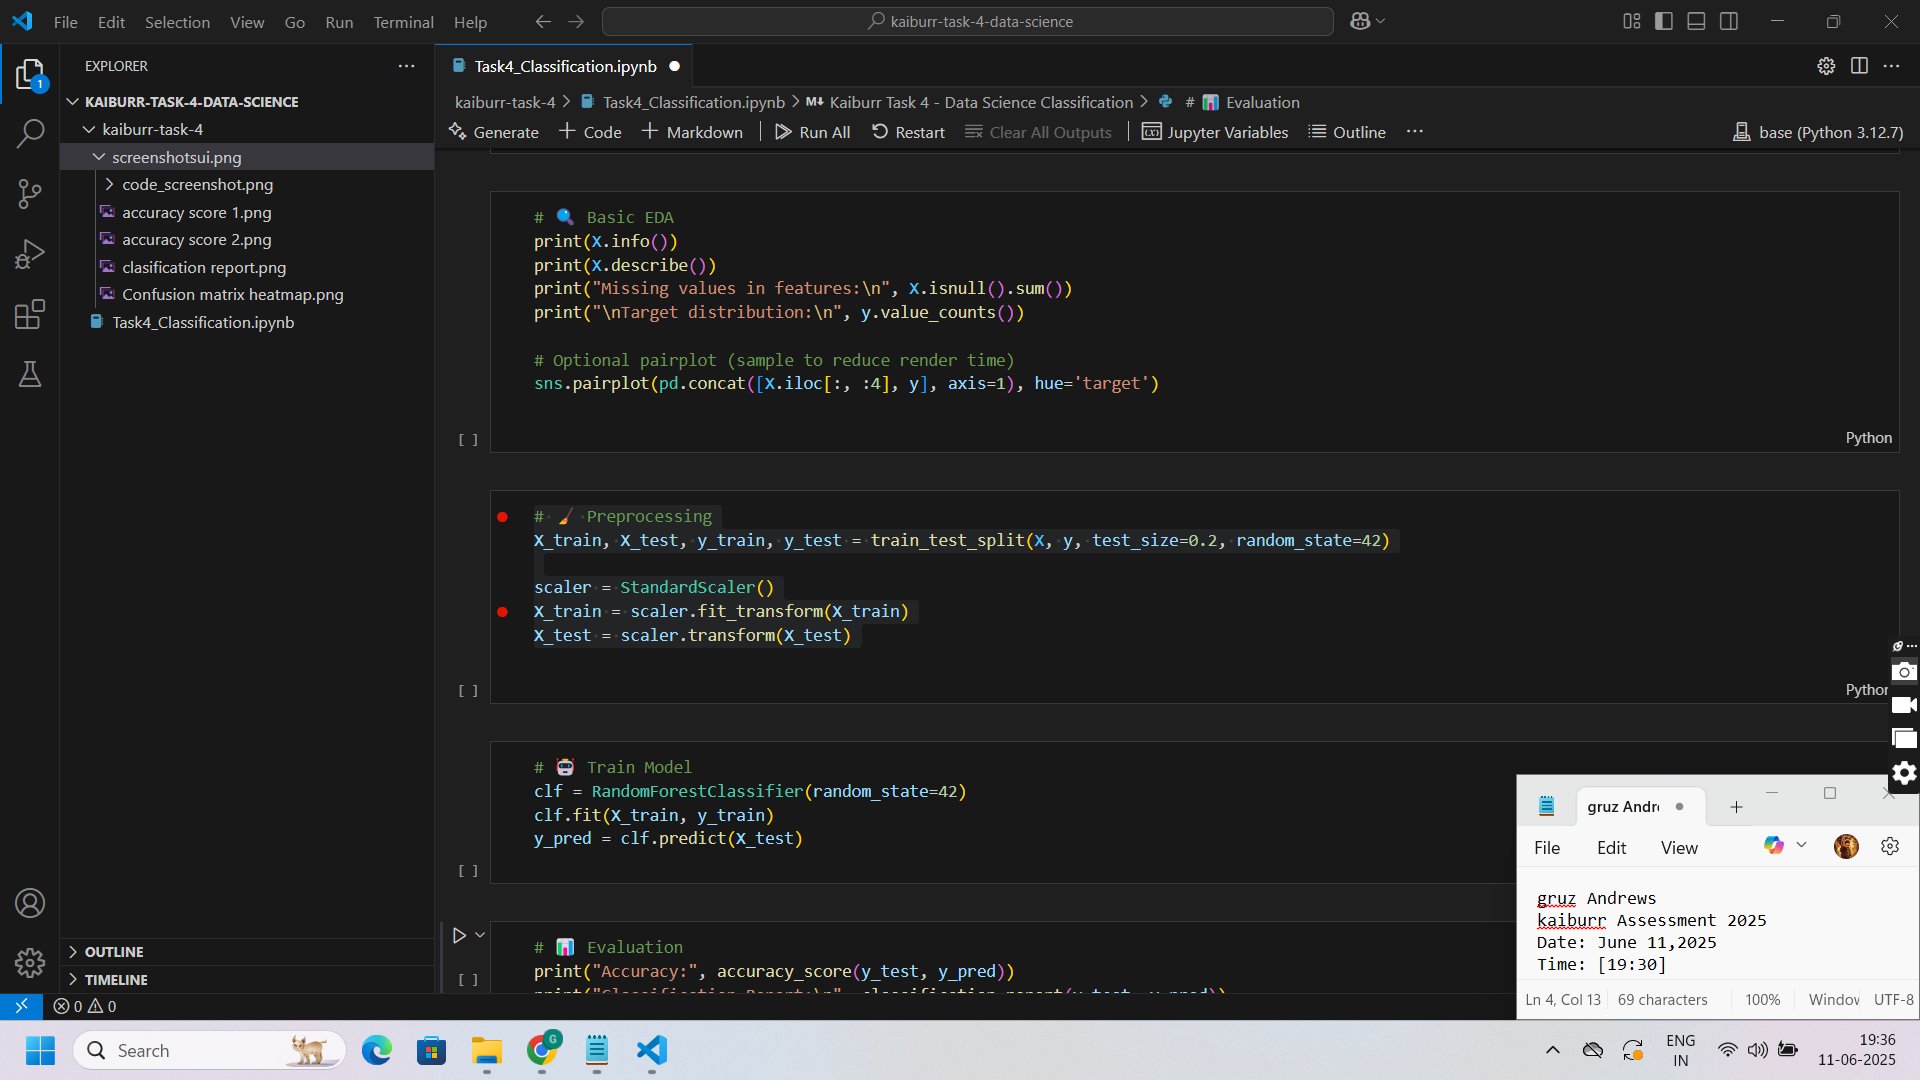 File Edit Selection View Go Run Terminal Help
kaiburr-task-4-data-science
EXPLORER
1
KAIBURR-TASK-4-DATA-SCIENCE
kaiburr-task-4
screenshotsui.png
code_screenshot.png
accuracy score 1.png
accuracy score 2.png
clasification report.png
Confusion matrix heatmap.png
Task4_Classification.ipynb
OUTLINE
TIMELINE
Task4_Classification.ipynb
kaiburr-task-4 > Task4_Classification.ipynb > M↓ Kaiburr Task 4 - Data Science Classification > # 📊 Evaluation
Generate + Code + Markdown Run All Restart Clear All Outputs Jupyter Variables Outline ... base (Python 3.12.7)
# 🔍 Basic EDA
print(X.info())
print(X.describe())
print("Missing values in features:\n", X.isnull().sum())
print("\nTarget distribution:\n", y.value_counts())
# Optional pairplot (sample to reduce render time)
sns.pairplot(pd.concat([X.iloc[:, :4], y], axis=1), hue='target')
[ ]
Python
# 🖌️ Preprocessing
X_train, X_test, y_train, y_test = train_test_split(X, y, test_size=0.2, random_state=42)
scaler = StandardScaler()
X_train = scaler.fit_transform(X_train)
X_test = scaler.transform(X_test)
[ ]
Python
# 🤖 Train Model
clf = RandomForestClassifier(random_state=42)
clf.fit(X_train, y_train)
y_pred = clf.predict(X_test)
[ ]
# 📊 Evaluation
print("Accuracy:", accuracy_score(y_test, y_pred))
print("Classification Report:\n", classification_report(y_test, y_pred))
[ ]
gruz Andre
File Edit View
gruz Andrews
kaiburr Assessment 2025
Date: June 11,2025
Time: [19:30]
Ln 4, Col 13 69 characters 100% Window UTF-8
0 0
Search
G
ENG
IN
19:36
11-06-2025